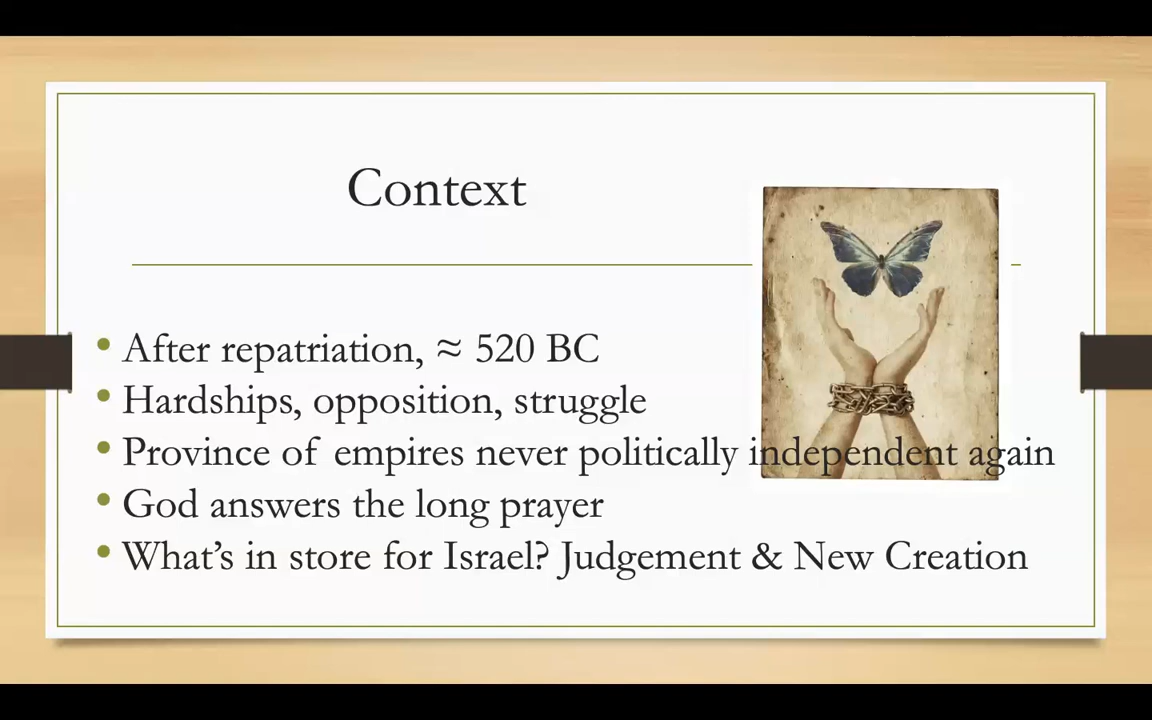 Context
• After repatriation, ≈ 520 BC
• Hardships, opposition, struggle
• Province of empires never politically independent again
• God answers the long prayer
• What's in store for Israel? Judgement & New Creation